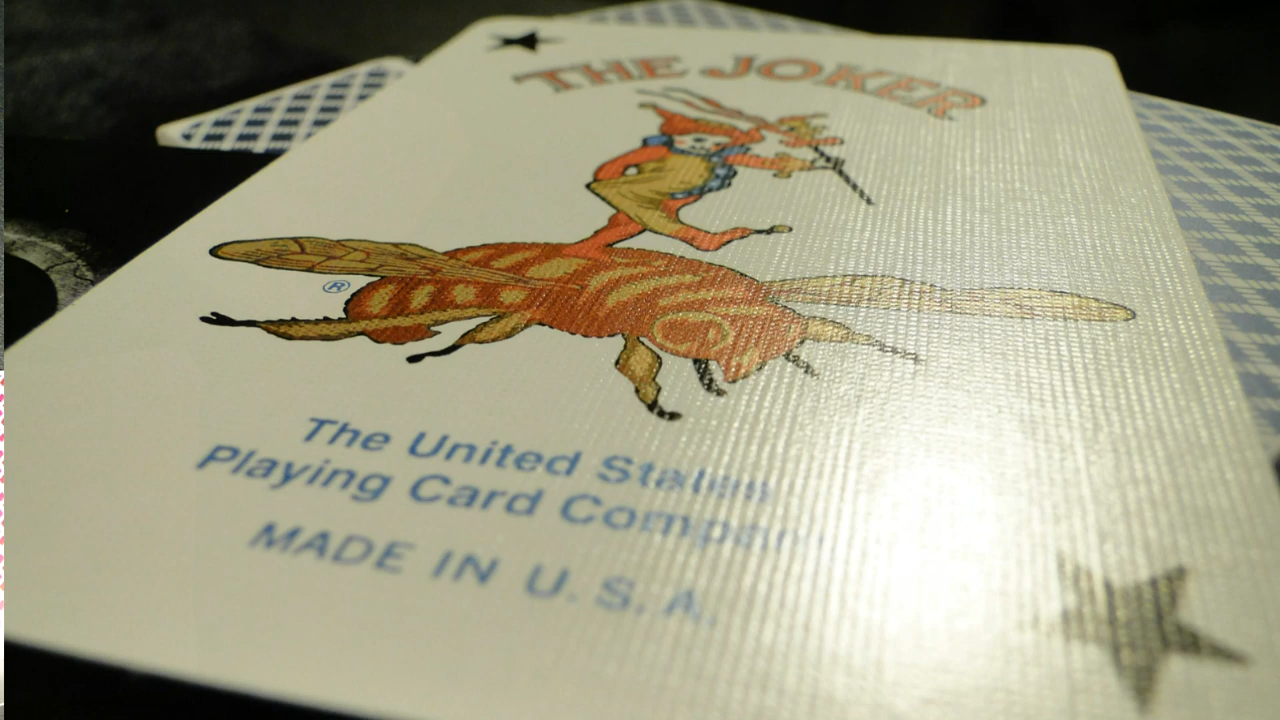 THE JOKER
®
The United States
Playing Card Company
MADE IN U.S.A.